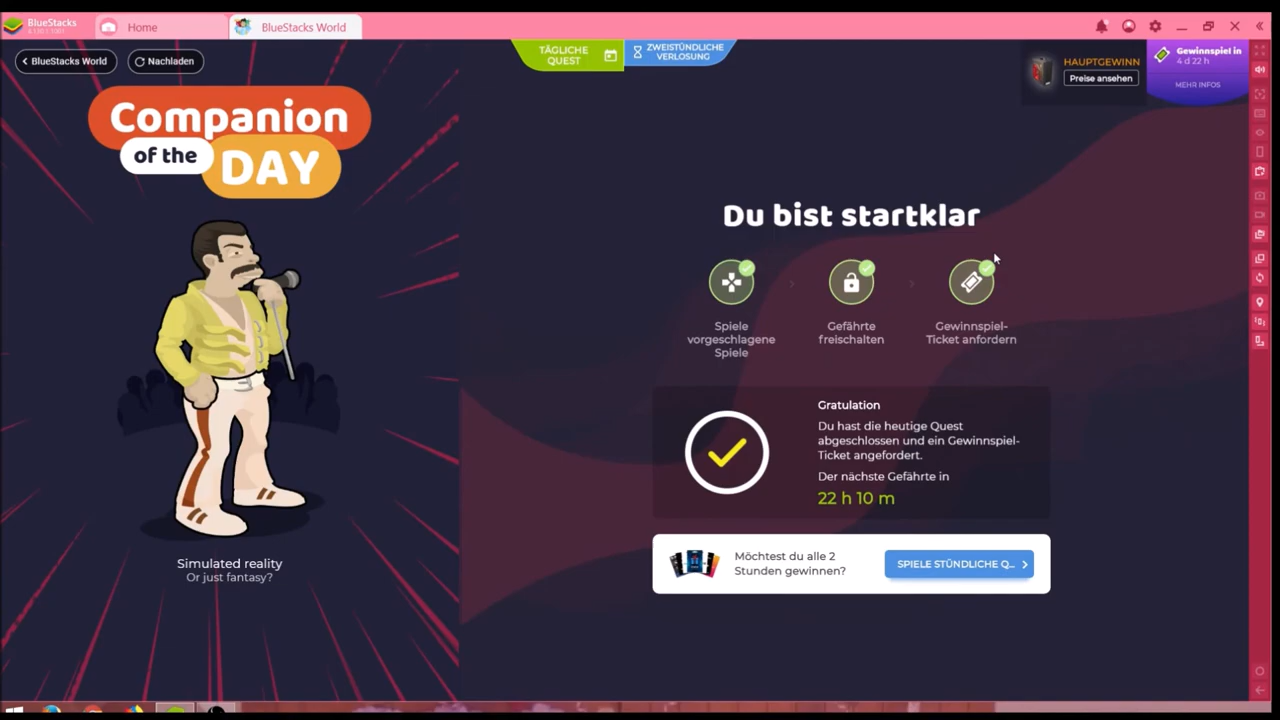 BlueStacks
Home
BlueStacks World
BlueStacks World
Nachladen
TÄGLICHE
QUEST
ZWEISTÜNDLICHE
VERLOSUNG
HAUPTGEWINN
Preise ansehen
Gewinnspiel in
4 d 22 h
MEHR INFOS
Companion
of the
DAY
Simulated reality
Or just fantasy?
Du bist startklar
Spiele
vorgeschlagene
Spiele
Gefährte
freischalten
Gewinnspiel-
Ticket anfordern
Gratulation
Du hast die heutige Quest
abgeschlossen und ein Gewinnspiel-
Ticket angefordert.
Der nächste Gefährte in
22 h 10 m
Möchtest du alle 2
Stunden gewinnen?
SPIELE STÜNDLICHE Q...